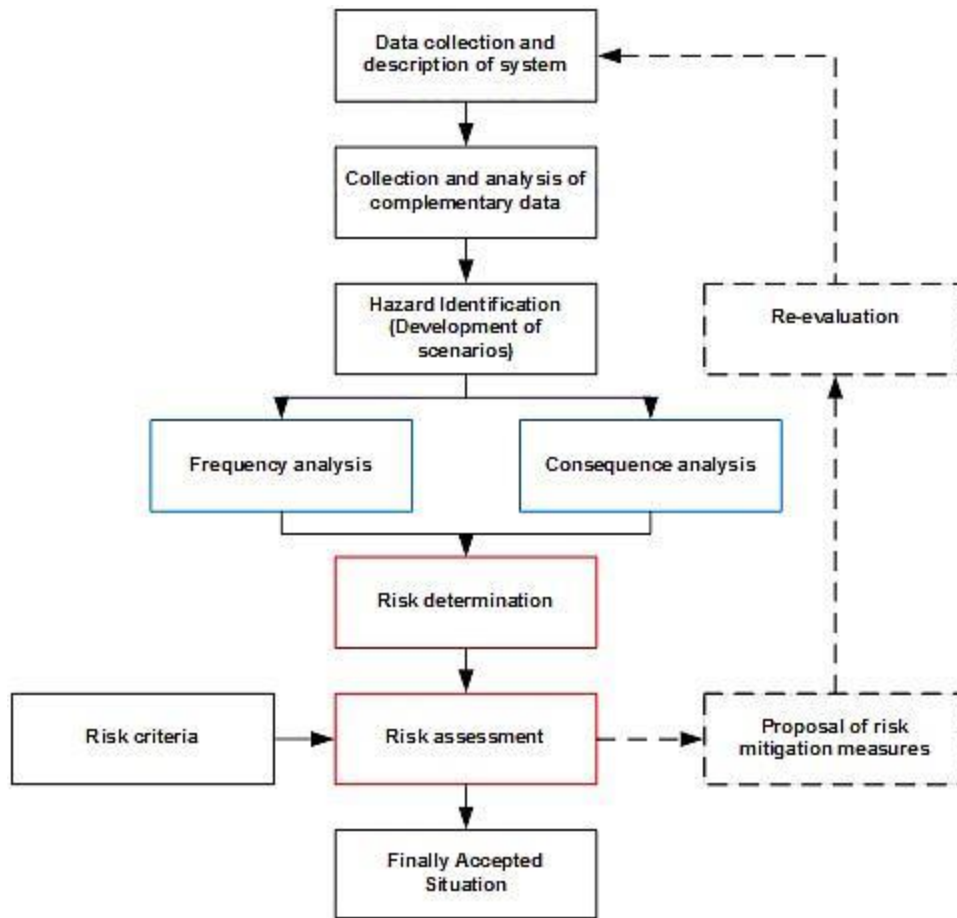 Data collection and
description of system
Collection and analysis of
complementary data
Hazard Identification
(Development of
scenarios)
Re-evaluation
Frequency analysis
Consequence analysis
Risk determination
Risk criteria
Risk assessment
Proposal of risk
mitigation measures
Finally Accepted
Situation